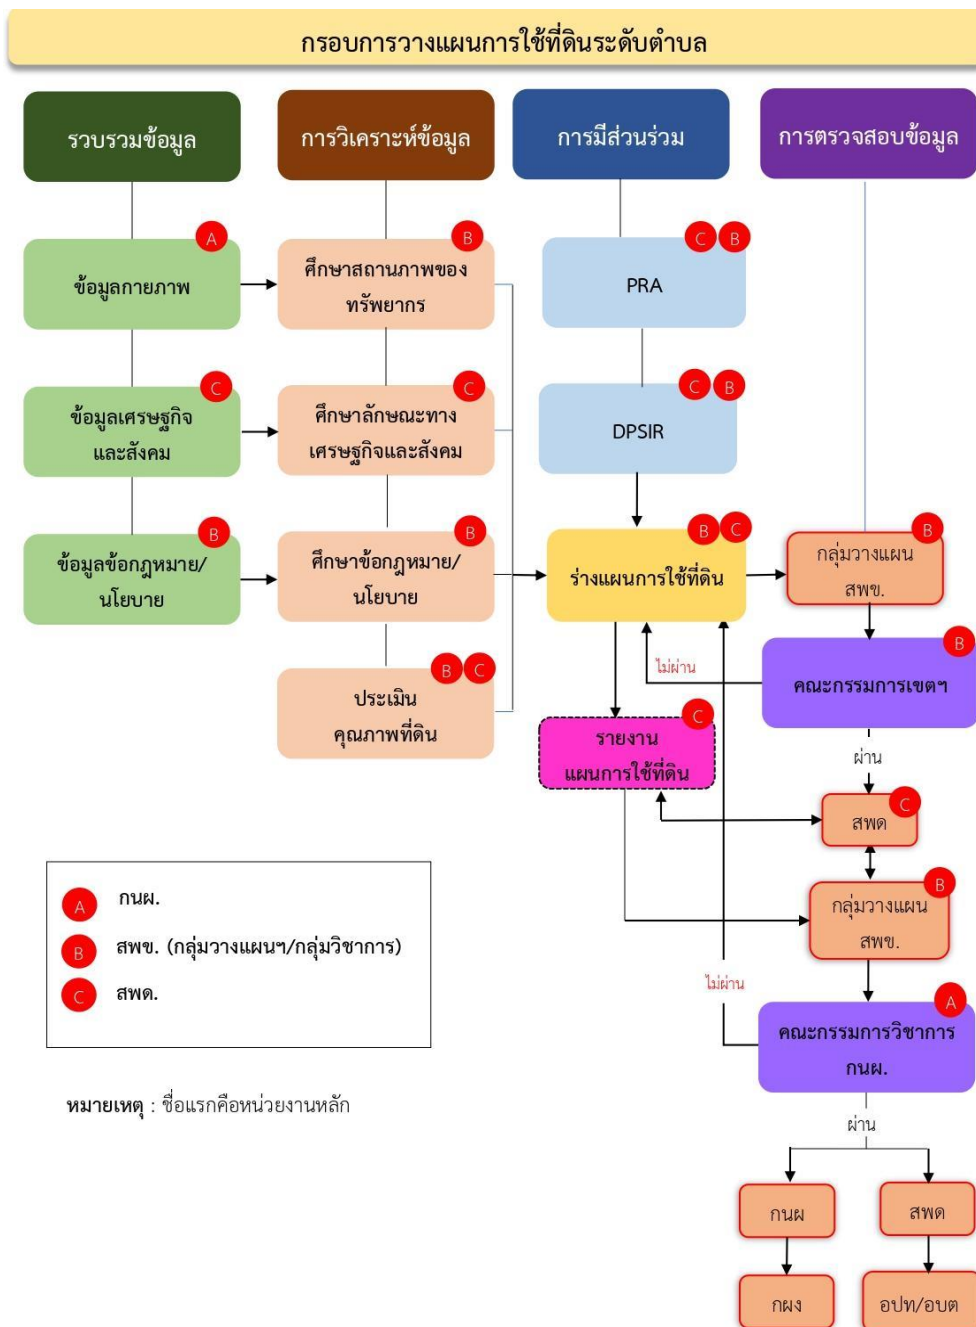 กรอบการวางแผนการใช้ที่ดินระดับตำบล
รวบรวมข้อมูล
การวิเคราะห์ข้อมูล
การมีส่วนร่วม
การตรวจสอบข้อมูล
A
ข้อมูลกายภาพ
B
ศึกษาสถานภาพของ
ทรัพยากร
C B
PRA
C
ข้อมูลเศรษฐกิจ
และสังคม
C
ศึกษาลักษณะทาง
เศรษฐกิจและสังคม
C B
DPSIR
B
ข้อมูลข้อกฎหมาย/
นโยบาย
B
ศึกษาข้อกฎหมาย/
นโยบาย
B C
ร่างแผนการใช้ที่ดิน
B
กลุ่มวางแผน
สพข.
B C
ประเมิน
คุณภาพที่ดิน
ไม่ผ่าน
B
คณะกรรมการเขตฯ
C
รายงาน
แผนการใช้ที่ดิน
ผ่าน
C
สพด
B
กลุ่มวางแผน
สพข.
A กนผ.
B สพข. (กลุ่มวางแผนฯ/กลุ่มวิชาการ)
C สพด.
ไม่ผ่าน
A
คณะกรรมการวิชาการ
กนผ.
หมายเหตุ : ชื่อแรกคือหน่วยงานหลัก
ผ่าน
กนผ
สพด
กผง
อปท/อบต